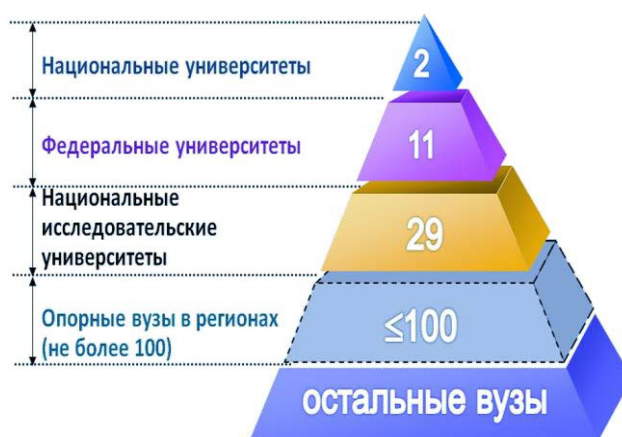 Национальные университеты
2
Федеральные университеты
11
Национальные
исследовательские
университеты
29
Опорные вузы в регионах
(не более 100)
≤100
остальные вузы